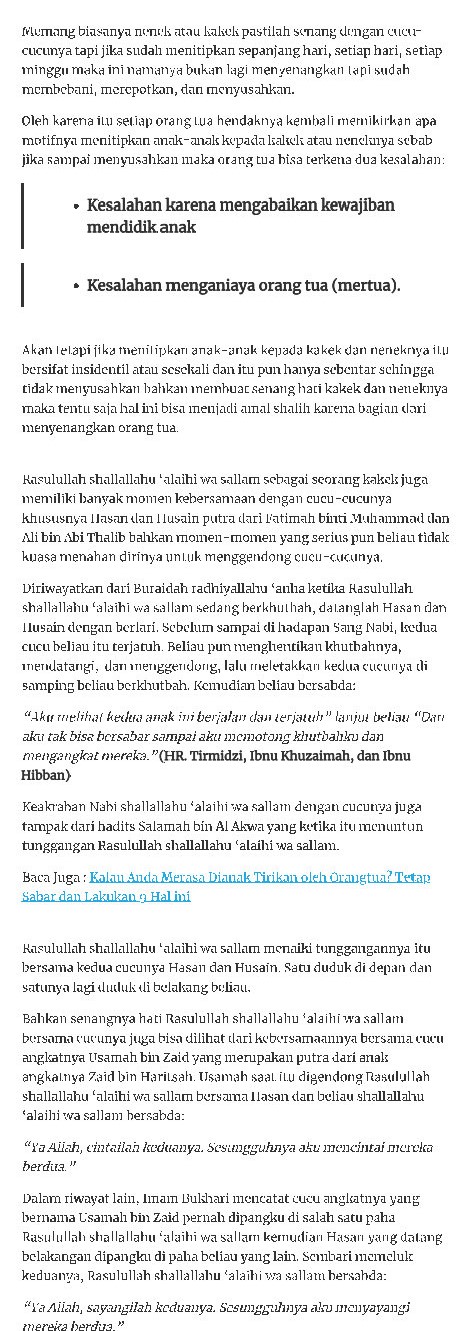 Memang biasanya nenek atau kakek pastilah senang dengan cucu-
cucunya tapi jika sudah menitipkan sepanjang hari, setiap hari, setiap
minggu maka ini namanya bukan lagi menyenangkan tapi sudah
membebani, merepotkan, dan menyusahkan.
Oleh karena itu setiap orang tua hendaknya kembali memikirkan apa
motifnya menitipkan anak-anak kepada kakek atau neneknya sebab
jika sampai menyusahkan maka orang tua bisa terkena dua kesalahan:
• Kesalahan karena mengabaikan kewajiban
mendidik anak
• Kesalahan menganiaya orang tua (mertua).
Akan tetapi jika menitipkan anak-anak kepada kakek dan neneknya itu
bersifat insidentil atau sesekali dan itu pun hanya sebentar sehingga
tidak menyusahkan bahkan membuat senang hati kakek dan neneknya
maka tentu saja hal ini bisa menjadi amal shalih karena bagian dari
menyenangkan orang tua.
Rasulullah shallallahu ‘alaihi wa sallam sebagai seorang kakek juga
memiliki banyak momen kebersamaan dengan cucu-cucunya
khususnya Hasan dan Husain putra dari Fatimah binti Muhammad dan
Ali bin Abi Thalib bahkan momen-momen yang serius pun beliau tidak
kuasa menahan dirinya untuk menggendong cucu-cucunya.
Diriwayatkan dari Buraidah radhiyallahu ‘anha ketika Rasulullah
shallallahu ‘alaihi wa sallam sedang berkhutbah, datanglah Hasan dan
Husain dengan berlari. Sebelum sampai di hadapan Sang Nabi, kedua
cucu beliau itu terjatuh. Beliau pun menghentikan khutbahnya,
mendatangi, dan menggendong, lalu meletakkan kedua cucunya di
samping beliau berkhutbah. Kemudian beliau bersabda:
“Aku melihat kedua anak ini berjalan dan terjatuh” lanjut beliau “Dan
aku tak bisa bersabar sampai aku memotong khutbahku dan
mengangkat mereka.” (HR. Tirmidzi, Ibnu Khuzaimah, dan Ibnu
Hibban)
Keakraban Nabi shallallahu ‘alaihi wa sallam dengan cucunya juga
tampak dari hadits Salamah bin Al Akwa yang ketika itu menuntun
tunggangan Rasulullah shallallahu ‘alaihi wa sallam.
Baca Juga : Kalau Anda Merasa Dianak Tirikan oleh Orangtua? Tetap
Sabar dan Lakukan 9 Hal ini
Rasulullah shallallahu ‘alaihi wa sallam menaiki tunggangannya itu
bersama kedua cucunya Hasan dan Husain. Satu duduk di depan dan
satunya lagi duduk di belakang beliau.
Bahkan senangnya hati Rasulullah shallallahu ‘alaihi wa sallam
bersama cucunya juga bisa dilihat dari kebersamaannya bersama cucu
angkatnya Usamah bin Zaid yang merupakan putra dari anak
angkatnya Zaid bin Haritsah. Usamah saat itu digendong Rasulullah
shallallahu ‘alaihi wa sallam bersama Hasan dan beliau shallallahu
‘alaihi wa sallam bersabda:
“Ya Allah, cintailah keduanya. Sesungguhnya aku mencintai mereka
berdua.”
Dalam riwayat lain, Imam Bukhari mencatat cucu angkatnya yang
bernama Usamah bin Zaid pernah dipangku di salah satu paha
Rasulullah shallallahu ‘alaihi wa sallam kemudian Hasan yang datang
belakangan dipangku di paha beliau yang lain. Sembari memeluk
keduanya, Rasulullah shallallahu ‘alaihi wa sallam bersabda:
“Ya Allah, sayangilah keduanya. Sesungguhnya aku menyayangi
mereka berdua.”